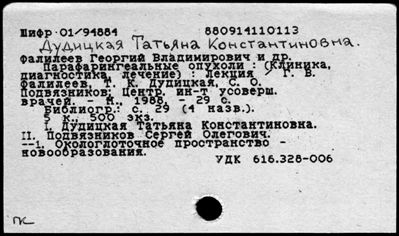 Шифр 01/94884 880914110113
Дудицкая Татьяна Константиновна.
Фалилеев Георгий Владимирович и др.
Парафарингеальные опухоли : (Клиника,
диагностика, лечение) : Лекция / Г. В.
Фалилеев, Т. К. Дудицкая, С. О.
Подвязников; Центр. ин-т усоверш.
врачей. - М., 1988. - 29 с.
Библиогр.: с. 29 (4 назв.).
5 к., 500 экз.
I. Дудицкая Татьяна Константиновна.
II. Подвязников Сергей Олегович.
--1. Окологлоточное пространство -
новообразования.
УДК 616.328-006
ГК